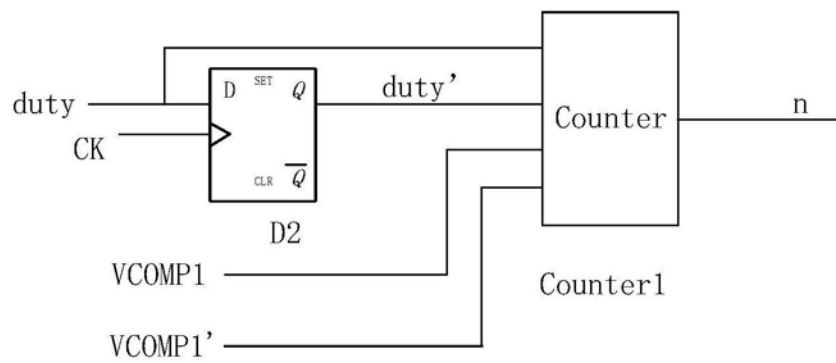 SET
D Q
duty duty’
Counter n
CK
CLR Q
D2
VCOMP1
Counter1
VCOMP1’